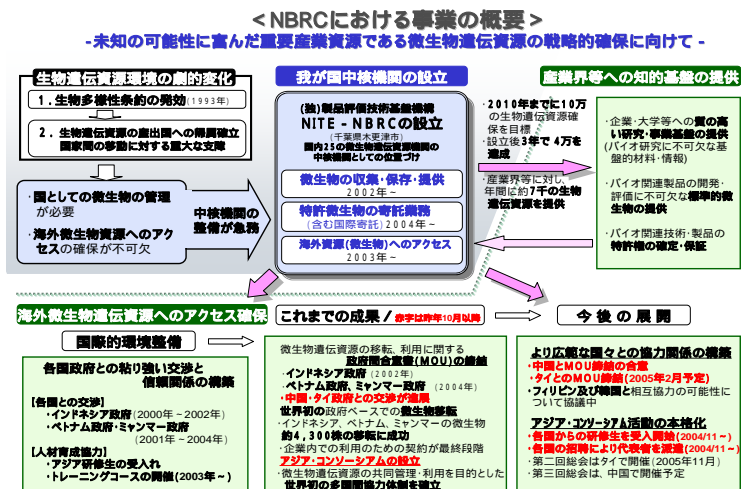 ＜NBRCにおける事業の概要＞
-未知の可能性に富んだ重要産業資源である微生物遺伝資源の戦略的確保に向けて -
生物遺伝資源環境の劇的変化
1．生物多様性条約の発効(1993年)
2．生物遺伝資源の産出国への帰属確立
国家間の移動に対する重大な支障
・国としての微生物の管理
が必要
・海外微生物資源へのアク
セスの確保が不可欠
中核機関の
整備が急務
我が国中核機関の設立
(独)製品評価技術基盤機構
NITE - NBRCの設立
(千葉県木更津市)
国内25の微生物遺伝資源機関の
中核機関としての位置づけ
微生物の収集・保存・提供
2002年～
特許微生物の寄託業務
(含む国際寄託)2004年～
海外資源(微生物)へのアクセス
2003年～
・2010年までに10万
の生物遺伝資源確
保を目標
・設立後3年で 4万を
達成
・産業界等に対し
年間に約7千の生物
遺伝資源を提供
産業界等への知的基盤の提供
・企業・大学等への質の高
い研究・事業基盤の提供
(バイオ研究に不可欠な基
盤的材料・情報)
・バイオ関連製品の開発・
評価に不可欠な標準的微
生物の提供
・バイオ関連技術・製品の
特許権の確定・保証
海外微生物遺伝資源へのアクセス確保
国際的環境整備
各国政府との粘り強い交渉と
信頼関係の構築
【各国との交渉】
・インドネシア政府(2000年～2002年)
・ベトナム政府・ミャンマー政府
(2001年～2004年)
【人材育成協力】
・アジア研修生の受入れ
・トレーニングコースの開催(2003年～)
これまでの成果/赤字は昨年10月以降
微生物遺伝資源の移転、利用に関する
政府間合意書(MOU)の締結
・インドネシア政府 (2002年)
・ベトナム政府、ミャンマー政府 (2004年)
・中国・タイ政府との交渉が進展
世界初の政府ベースでの微生物移転
・インドネシア、ベトナム、ミャンマーの微生物
約4,300株の移転に成功
・企業内での利用のための契約が最終段階
アジア・コンソーシアムの設立
・微生物遺伝資源の共同管理・利用を目的とした
世界初の多国間協力体制を確立
今後の展開
より広範な国々との協力関係の構築
・中国とMOU締結の合意
・タイとのMOU締結(2005年2月予定)
・フィリピン及び韓国と相互協力の可能性に
ついて協議中
アジア・コンソーシアム活動の本格化
・各国からの研修生を受入開始(2004/11～)
・各国の招聘により代表者を派遣(2004/11～)
・第二回総会はタイで開催(2005年11月)
・第三回総会は、中国で開催予定